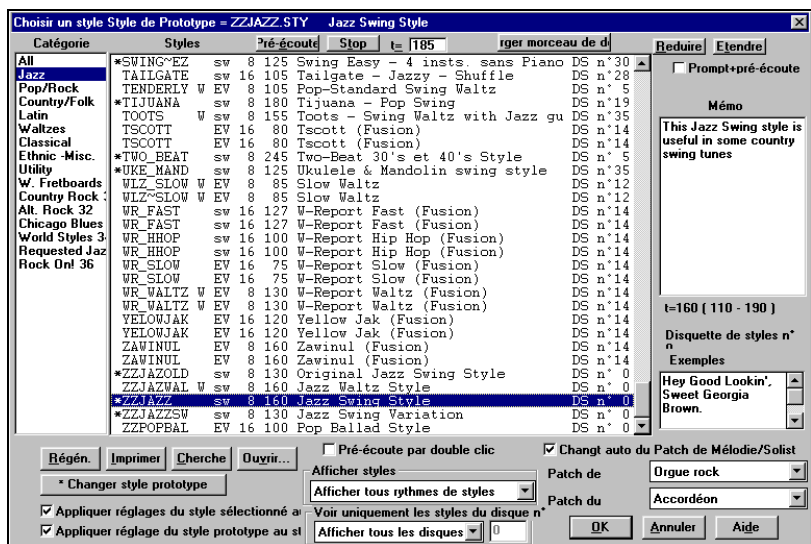 Choisir un style Style de Prototype = ZZJAZZ.STY Jazz Swing Style
Catégorie Styles Pré-écoute Stop t= 185 rger morceau de d Reduire Etendre
Prompt+pré-écoute
All
Jazz
Pop/Rock
Country/Folk
Latin
Waltzes
Classical
Ethnic -Misc.
Utility
W. Fretboards
Country Rock
Alt. Rock 32
Chicago Blues
World Styles 3
Requested Jaz
Rock On! 36
*SWING~EZ sw 8 125 Swing Easy - 4 insts. sans Piano DS n°30
TAILGATE sw 16 105 Tailgate - Jazzy - Shuffle DS n°28
TENDERLY W EV 8 105 Pop-Standard Swing Waltz DS n° 5
*TIJUANA sw 8 180 Tijuana - Pop Swing DS n°19
TOOTS W sw 8 155 Toots - Swing Waltz with Jazz gu DS n°35
TSCOTT EV 16 80 Tscott (Fusion) DS n°14
TSCOTT EV 16 80 Tscott (Fusion) DS n°14
*TWO_BEAT sw 8 245 Two-Beat 30's et 40's Style DS n° 5
*UKE_MAND sw 8 125 Ukulele & Mandolin swing style DS n°35
WLZ_SLOW W EV 8 85 Slow Waltz DS n°12
WLZ~SLOW W EV 8 85 Slow Waltz DS n°12
WR_FAST sw 16 127 W-Report Fast (Fusion) DS n°14
WR_FAST sw 16 127 W-Report Fast (Fusion) DS n°14
WR_HHOP sw 16 100 W-Report Hip Hop (Fusion) DS n°14
WR_HHOP sw 16 100 W-Report Hip Hop (Fusion) DS n°14
WR_SLOW EV 16 75 W-Report Slow (Fusion) DS n°14
WR_SLOW EV 16 75 W-Report Slow (Fusion) DS n°14
WR_WALTZ W EV 8 130 W-Report Waltz (Fusion) DS n°14
WR_WALTZ W EV 8 130 W-Report Waltz (Fusion) DS n°14
YELOWJAK EV 16 120 Yellow Jak (Fusion) DS n°14
YELOWJAK EV 16 120 Yellow Jak (Fusion) DS n°14
ZAWINUL EV 8 160 Zawinul (Fusion) DS n°14
ZAWINUL EV 8 160 Zawinul (Fusion) DS n°14
*ZZJAZOLD sw 8 130 Original Jazz Swing Style DS n° 0
ZZJAZWAL W sw 8 160 Jazz Waltz Style DS n° 0
*ZZJAZZ sw 8 160 Jazz Swing Style DS n° 0
*ZZJAZZSW sw 8 130 Jazz Swing Variation DS n° 0
ZZPOPBAL EV 16 100 Pop Ballad Style DS n° 0
Mémo
This Jazz Swing style is
useful in some country
swing tunes
t=160 ( 110 - 190 )
Disquette de styles n°
Exemples
Hey Good Lookin',
Sweet Georgia
Brown.
Régén. Imprimer Cherche Ouvrir...
* Changer style prototype
Appliquer réglages du style sélectionné a
Appliquer réglage du style prototype au st
Pré-écoute par double clic
Afficher styles
Afficher tous rythmes de styles
Voir uniquement les styles du disque n°
Afficher tous les disques 0
Changt auto du Patch de Mélodie/Solist
Patch de Orgue rock
Patch du Accordéon
OK Annuler Aide